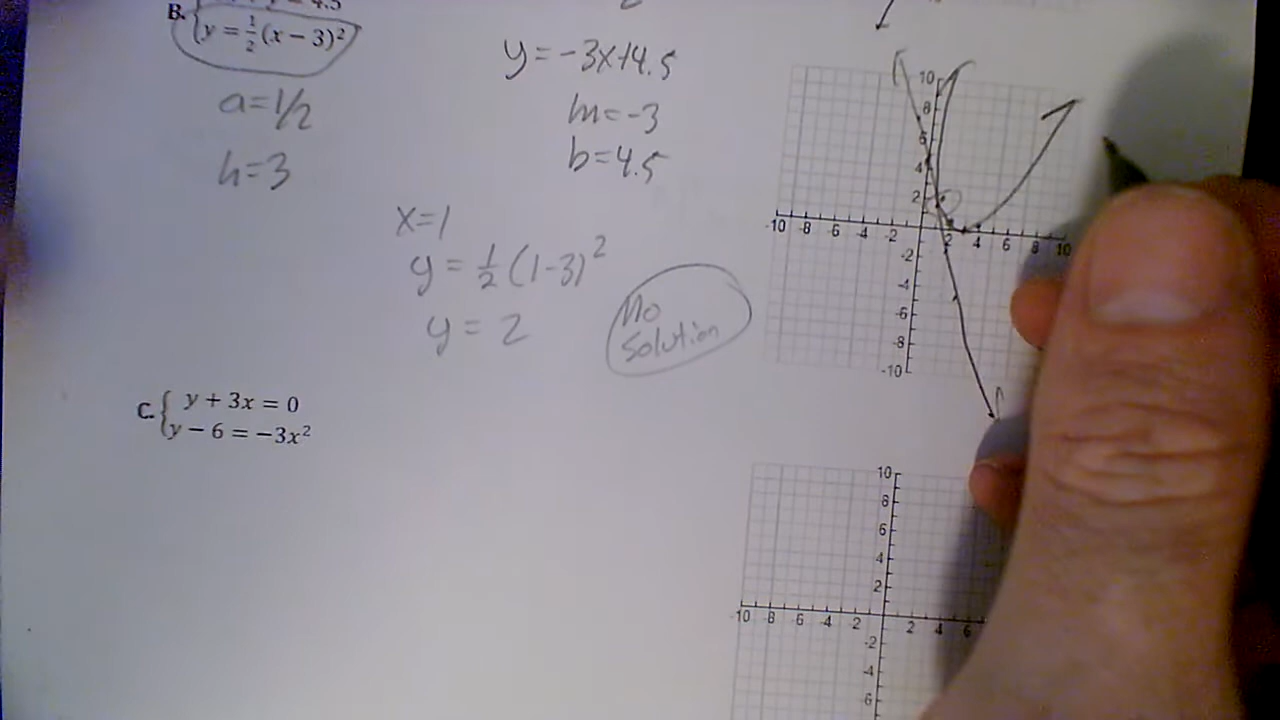 4.5
B. y = 1/2 (x − 3)²
a=1/2
h=3
y = -3x+4.5
m=-3
b=4.5
x=1
y = 1/2 (1-3)²
y = 2
No
Solution
10
8
6
4
2
-10 -8 -6 -4 -2 2 4 6 8 10
-2
-4
-6
-8
-10
C. y + 3x = 0
y − 6 = −3x²
10
8
6
4
2
-10 -8 -6 -4 -2 2 4 6
-2
-4
-6